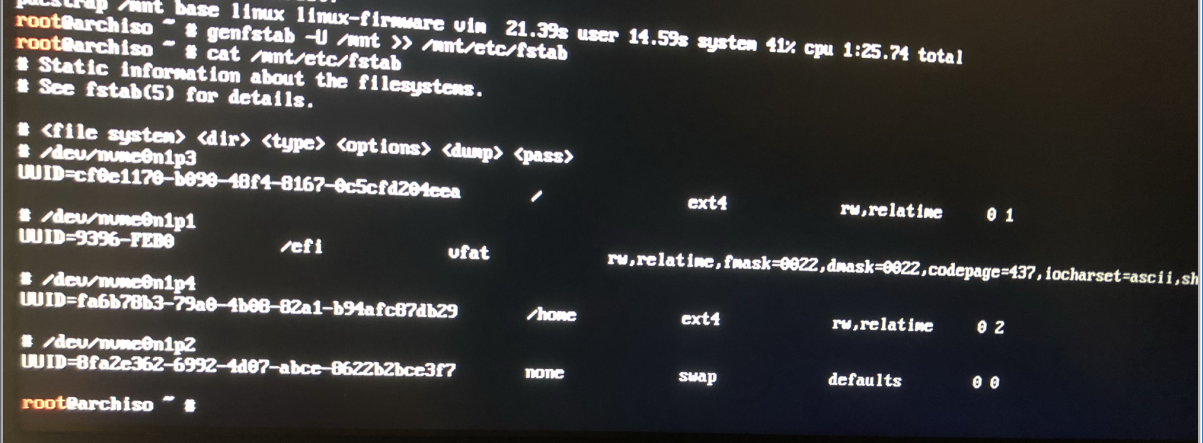 pacstrap /mnt base linux linux-firmware vim  21.39s user 14.59s system 41% cpu 1:25.74 total
root@archiso ~ # genfstab -U /mnt >> /mnt/etc/fstab
root@archiso ~ # cat /mnt/etc/fstab
# Static information about the filesystems.
# See fstab(5) for details.
# <file system> <dir> <type> <options> <dump> <pass>
# /dev/nvme0n1p3
UUID=cf0e1170-b090-48f4-8167-0c5cfd204eea / ext4 rw,relatime 0 1
# /dev/nvme0n1p1
UUID=9396-FEB0 /efi vfat rw,relatime,fmask=0022,dmask=0022,codepage=437,iocharset=ascii,sh
# /dev/nvme0n1p4
UUID=fa6b78b3-79a0-4b08-82a1-b94afc87db29 /home ext4 rw,relatime 0 2
# /dev/nvme0n1p2
UUID=8fa2e362-6992-4d07-abce-8622b2bce3f7 none swap defaults 0 0
root@archiso ~ #